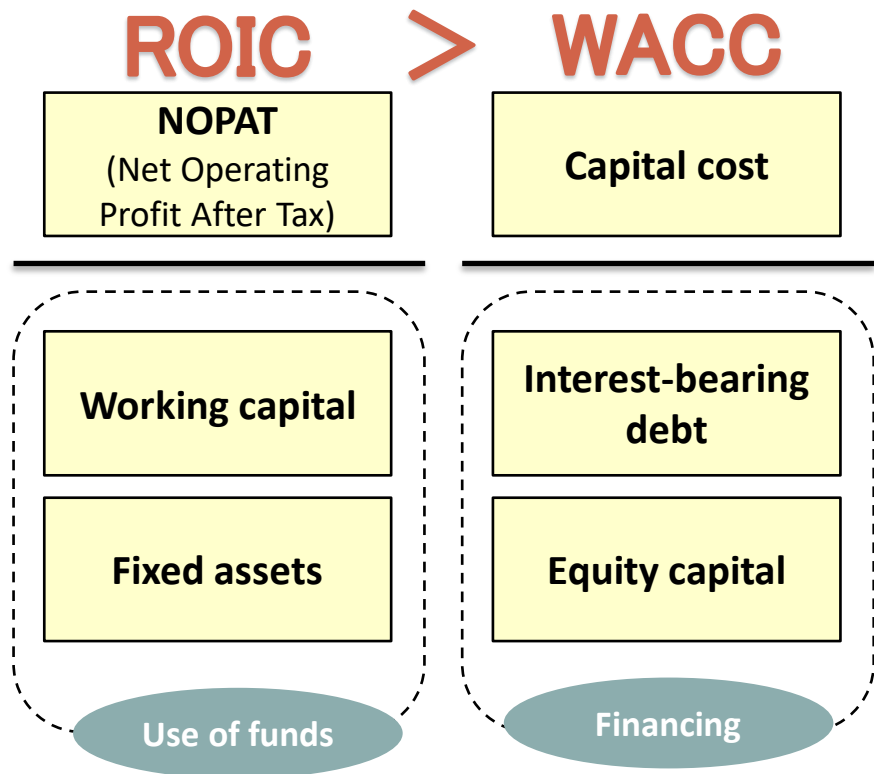 ROIC > WACC
NOPAT
(Net Operating
Profit After Tax)
Capital cost
Working capital
Interest-bearing
debt
Fixed assets
Equity capital
Use of funds
Financing